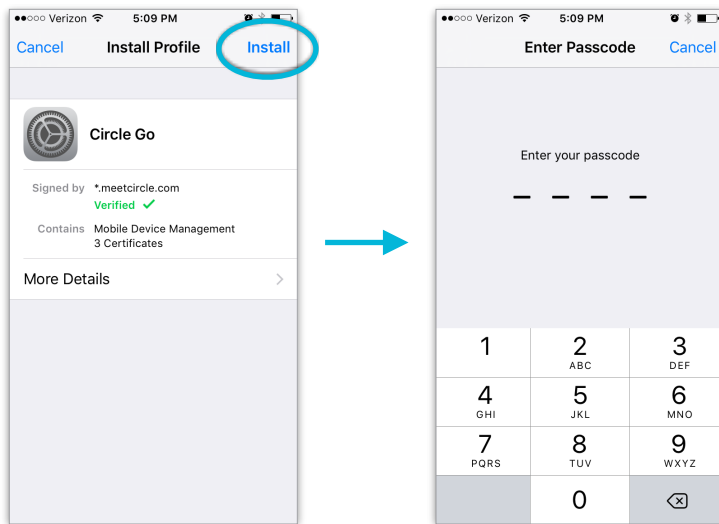 Verizon 5:09 PM
Cancel Install Profile Install
Circle Go
Signed by *.meetcircle.com
Verified
Contains Mobile Device Management
3 Certificates
More Details
Verizon 5:09 PM
Enter Passcode Cancel
Enter your passcode
1 2 3
ABC DEF
4 5 6
GHI JKL MNO
7 8 9
PQRS TUV WXYZ
0